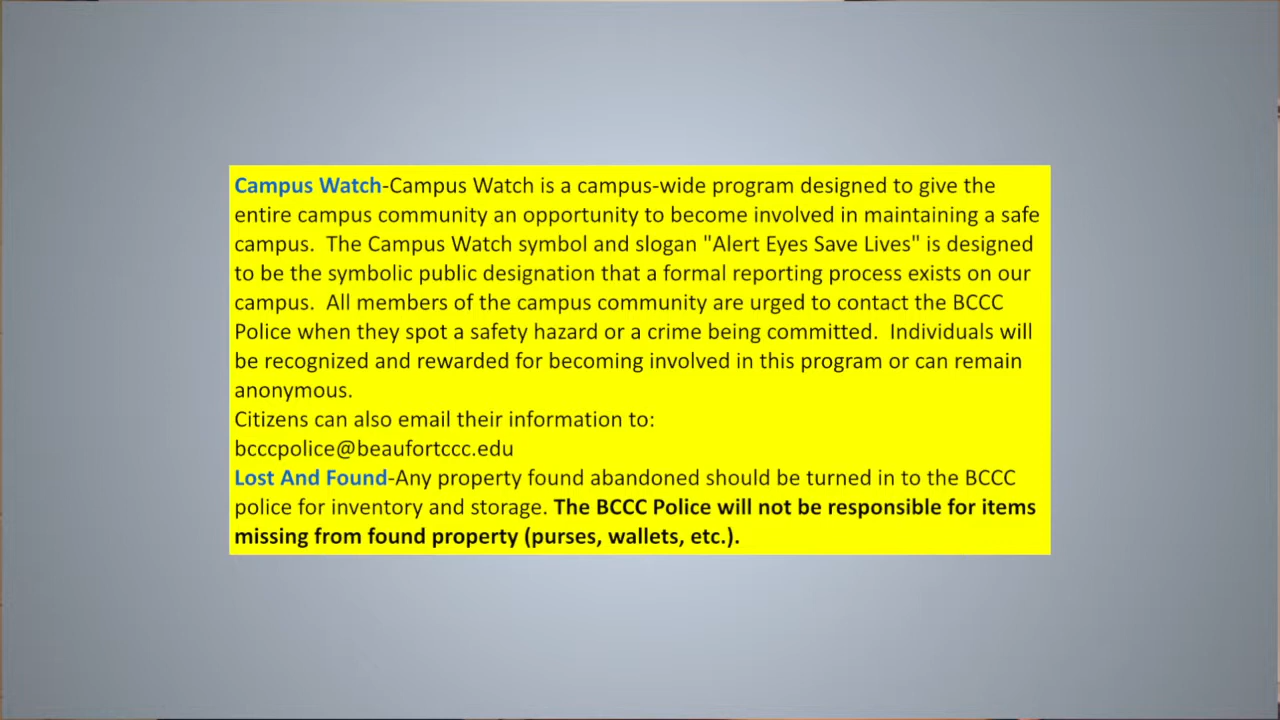 Campus Watch-Campus Watch is a campus-wide program designed to give the
entire campus community an opportunity to become involved in maintaining a safe
campus.  The Campus Watch symbol and slogan "Alert Eyes Save Lives" is designed
to be the symbolic public designation that a formal reporting process exists on our
campus.  All members of the campus community are urged to contact the BCCC
Police when they spot a safety hazard or a crime being committed.  Individuals will
be recognized and rewarded for becoming involved in this program or can remain
anonymous.
Citizens can also email their information to:
bcccpolice@beaufortccc.edu
Lost And Found-Any property found abandoned should be turned in to the BCCC
police for inventory and storage. The BCCC Police will not be responsible for items
missing from found property (purses, wallets, etc.).